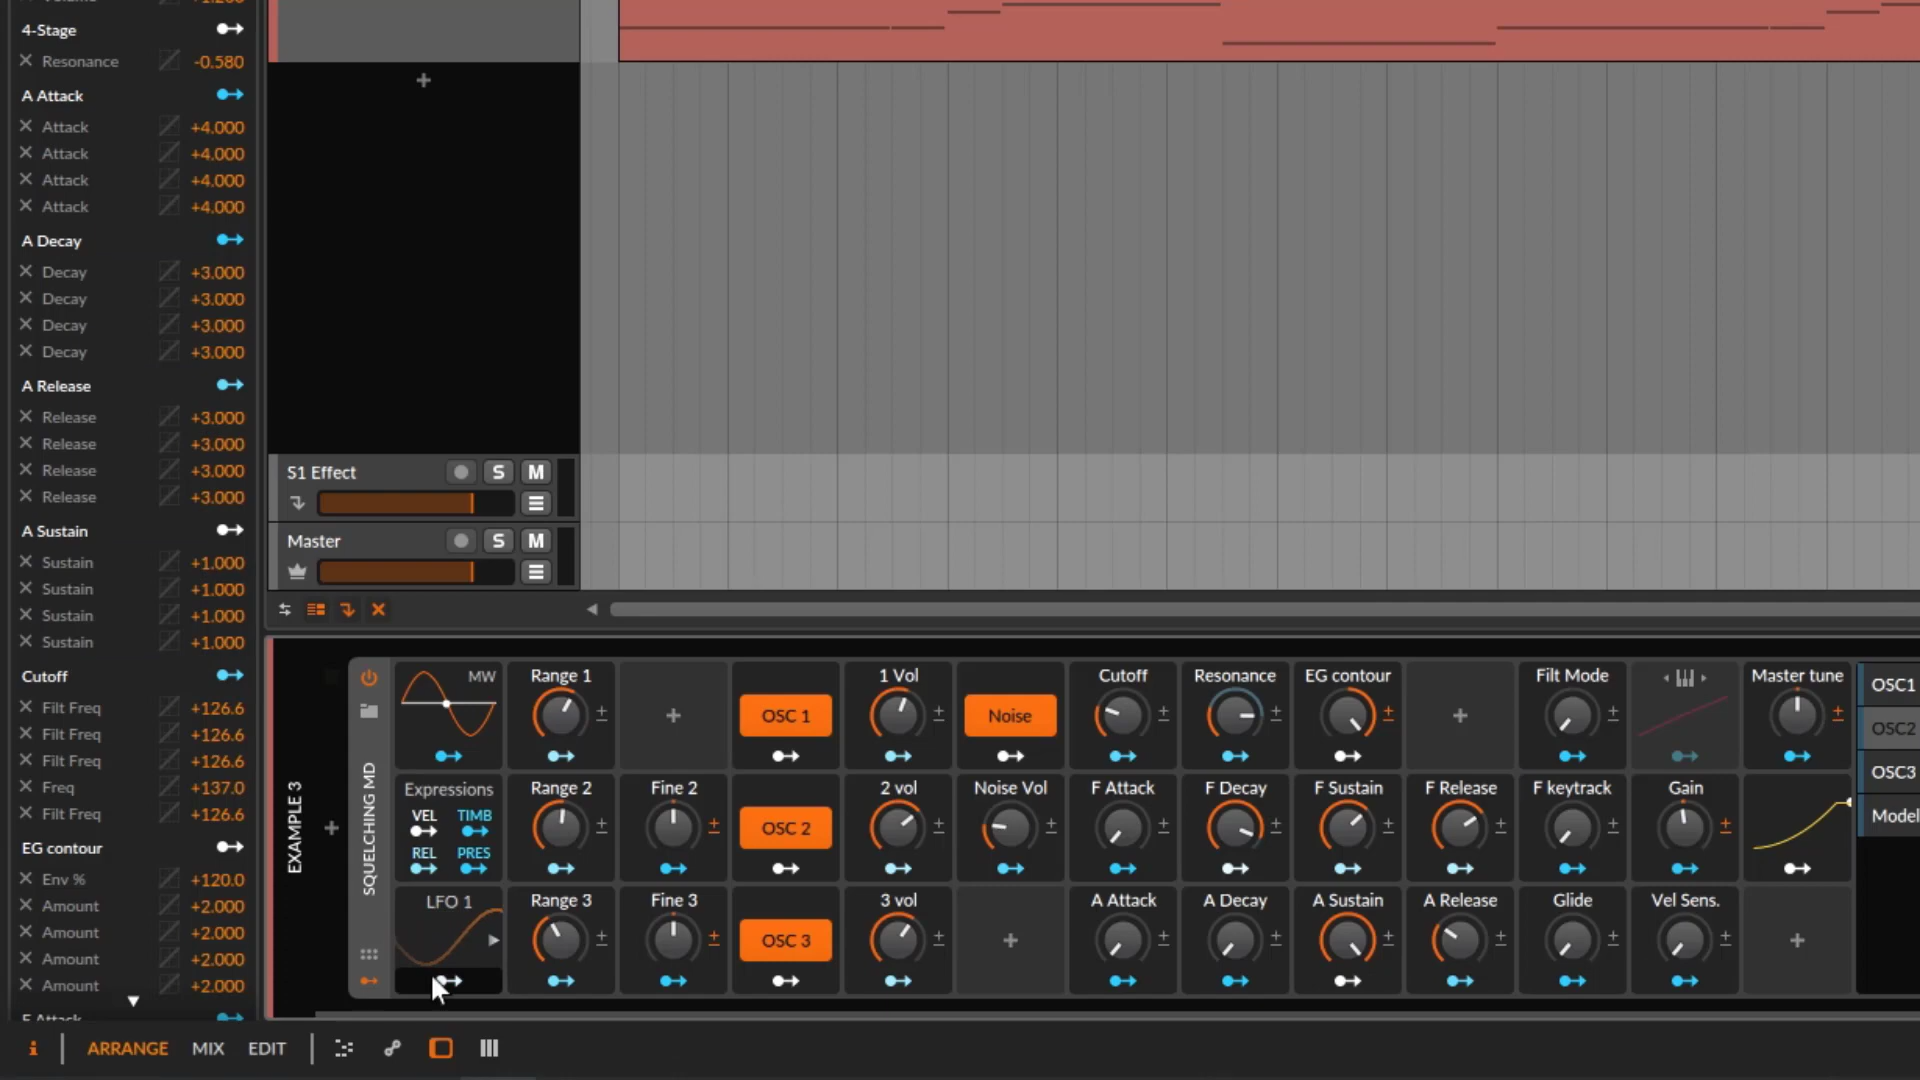 Volume +1.200
4-Stage
Resonance -0.580
A Attack
Attack +4.000
Attack +4.000
Attack +4.000
Attack +4.000
A Decay
Decay +3.000
Decay +3.000
Decay +3.000
Decay +3.000
A Release
Release +3.000
Release +3.000
Release +3.000
Release +3.000
A Sustain
Sustain +1.000
Sustain +1.000
Sustain +1.000
Sustain +1.000
Cutoff
Filt Freq +126.6
Filt Freq +126.6
Filt Freq +126.6
Freq +137.0
Filt Freq +126.6
EG contour
Env % +120.0
Amount +2.000
Amount +2.000
Amount +2.000
Amount +2.000
F Attack
S1 Effect S M
Master S M
EXAMPLE 3
SQUELCHING MD
MW Range 1 OSC 1 1 Vol Noise Cutoff Resonance EG contour Filt Mode Master tune
Expressions Range 2 Fine 2 OSC 2 2 vol Noise Vol F Attack F Decay F Sustain F Release F keytrack Gain
VEL TIMB
REL PRES
LFO 1 Range 3 Fine 3 OSC 3 3 vol A Attack A Decay A Sustain A Release Glide Vel Sens.
OSC1
OSC2
OSC3
Model
i ARRANGE MIX EDIT